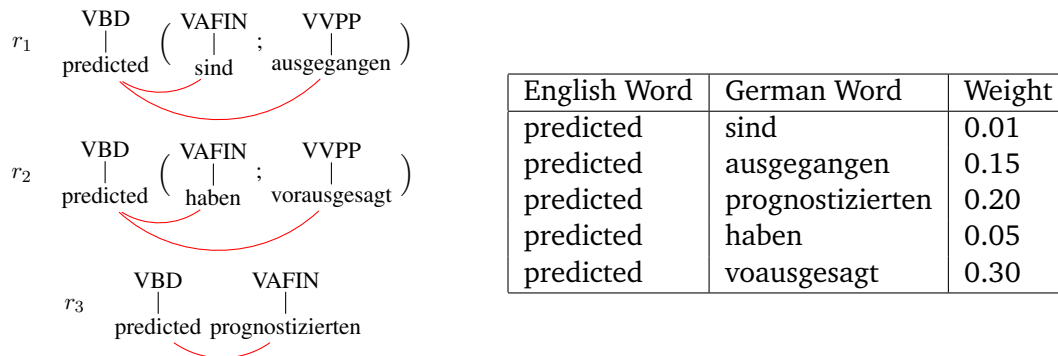 VBD VAFIN VVPP
r1 ( ; )
predicted sind ausgegangen
VBD VAFIN VVPP
r2 ( ; )
predicted haben vorausgesagt
VBD VAFIN
r3
predicted prognostizierten
English Word German Word Weight
predicted sind 0.01
predicted ausgegangen 0.15
predicted prognostizierten 0.20
predicted haben 0.05
predicted voausgesagt 0.30